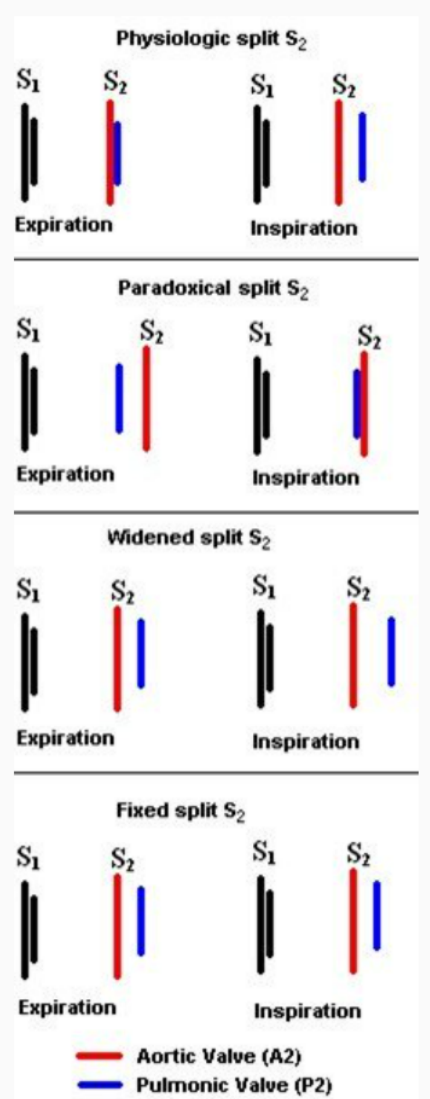 Physiologic split S₂
S₁ S₂ S₁ S₂
Expiration Inspiration
Paradoxical split S₂
S₁ S₂ S₁ S₂
Expiration Inspiration
Widened split S₂
S₁ S₂ S₁ S₂
Expiration Inspiration
Fixed split S₂
S₁ S₂ S₁ S₂
Expiration Inspiration
Aortic Valve (A2)
Pulmonic Valve (P2)